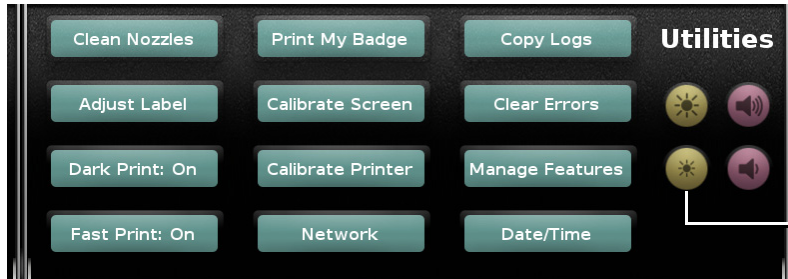 Clean Nozzles
Print My Badge
Copy Logs
Utilities
Adjust Label
Calibrate Screen
Clear Errors
Dark Print: On
Calibrate Printer
Manage Features
Fast Print: On
Network
Date/Time